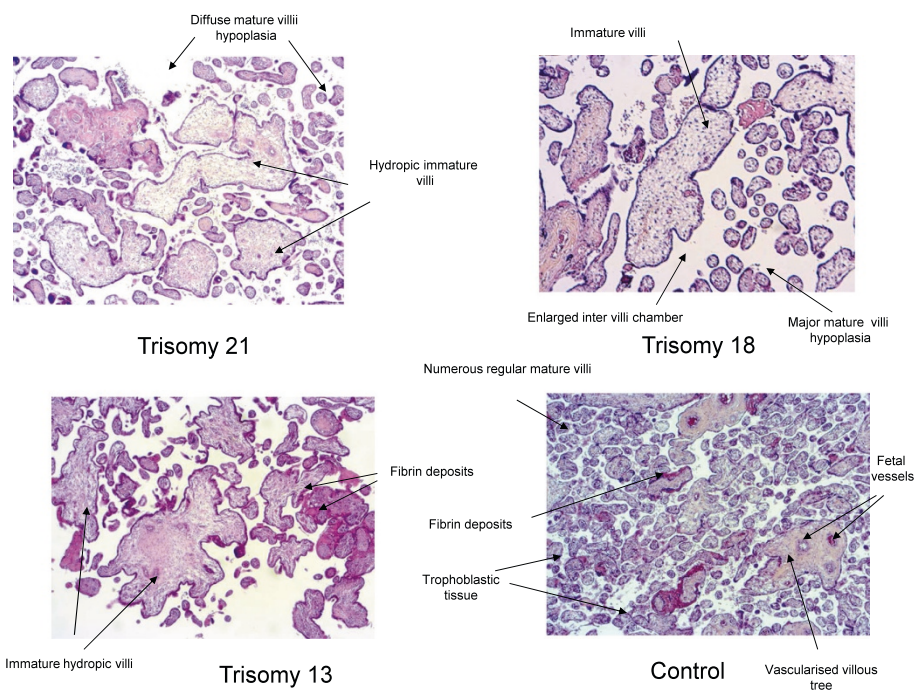 Diffuse mature villii
hypoplasia
Immature villi
Hydropic immature
villi
Enlarged inter villi chamber
Major mature villi
hypoplasia
Trisomy 21
Trisomy 18
Numerous regular mature villi
Fibrin deposits
Fetal
vessels
Fibrin deposits
Trophoblastic
tissue
Immature hydropic villi
Trisomy 13
Control
Vascularised villous
tree